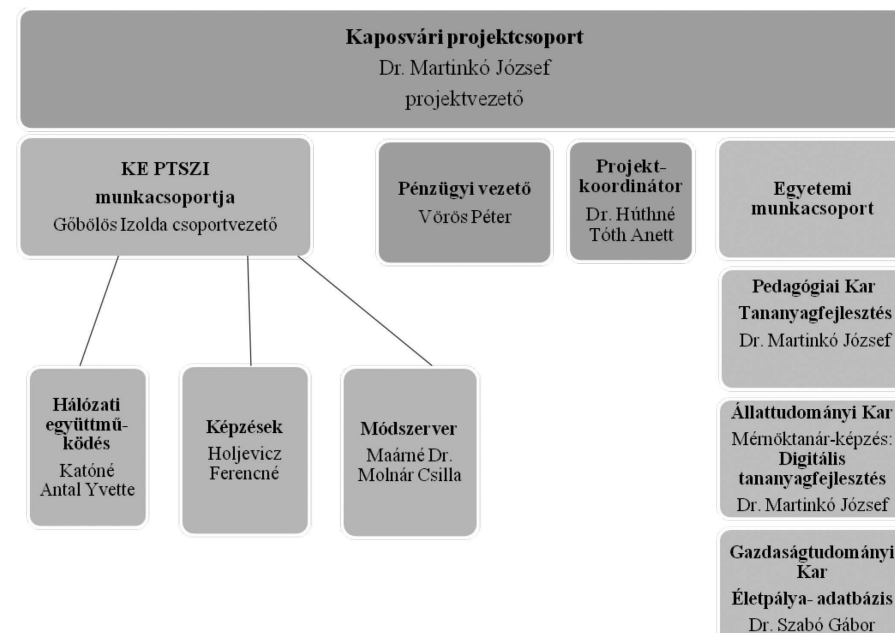 Kaposvári projektcsoport
Dr. Martinkó József
projektvezető
KE PTSZI
munkacsoportja
Gőbölös Izolda csoportvezető
Pénzügyi vezető
Vörös Péter
Projekt-
koordinátor
Dr. Húthné
Tóth Anett
Egyetemi
munkacsoport
Hálózati
együttmű-
ködés
Katóné
Antal Yvette
Képzések
Holjevicz
Ferencné
Módszerver
Maárné Dr.
Molnár Csilla
Pedagógiai Kar
Tananyagfejlesztés
Dr. Martinkó József
Állattudományi Kar
Mérnöktanár-képzés:
Digitális
tananyagfejlesztés
Dr. Martinkó József
Gazdaságtudományi
Kar
Életpálya- adatbázis
Dr. Szabó Gábor